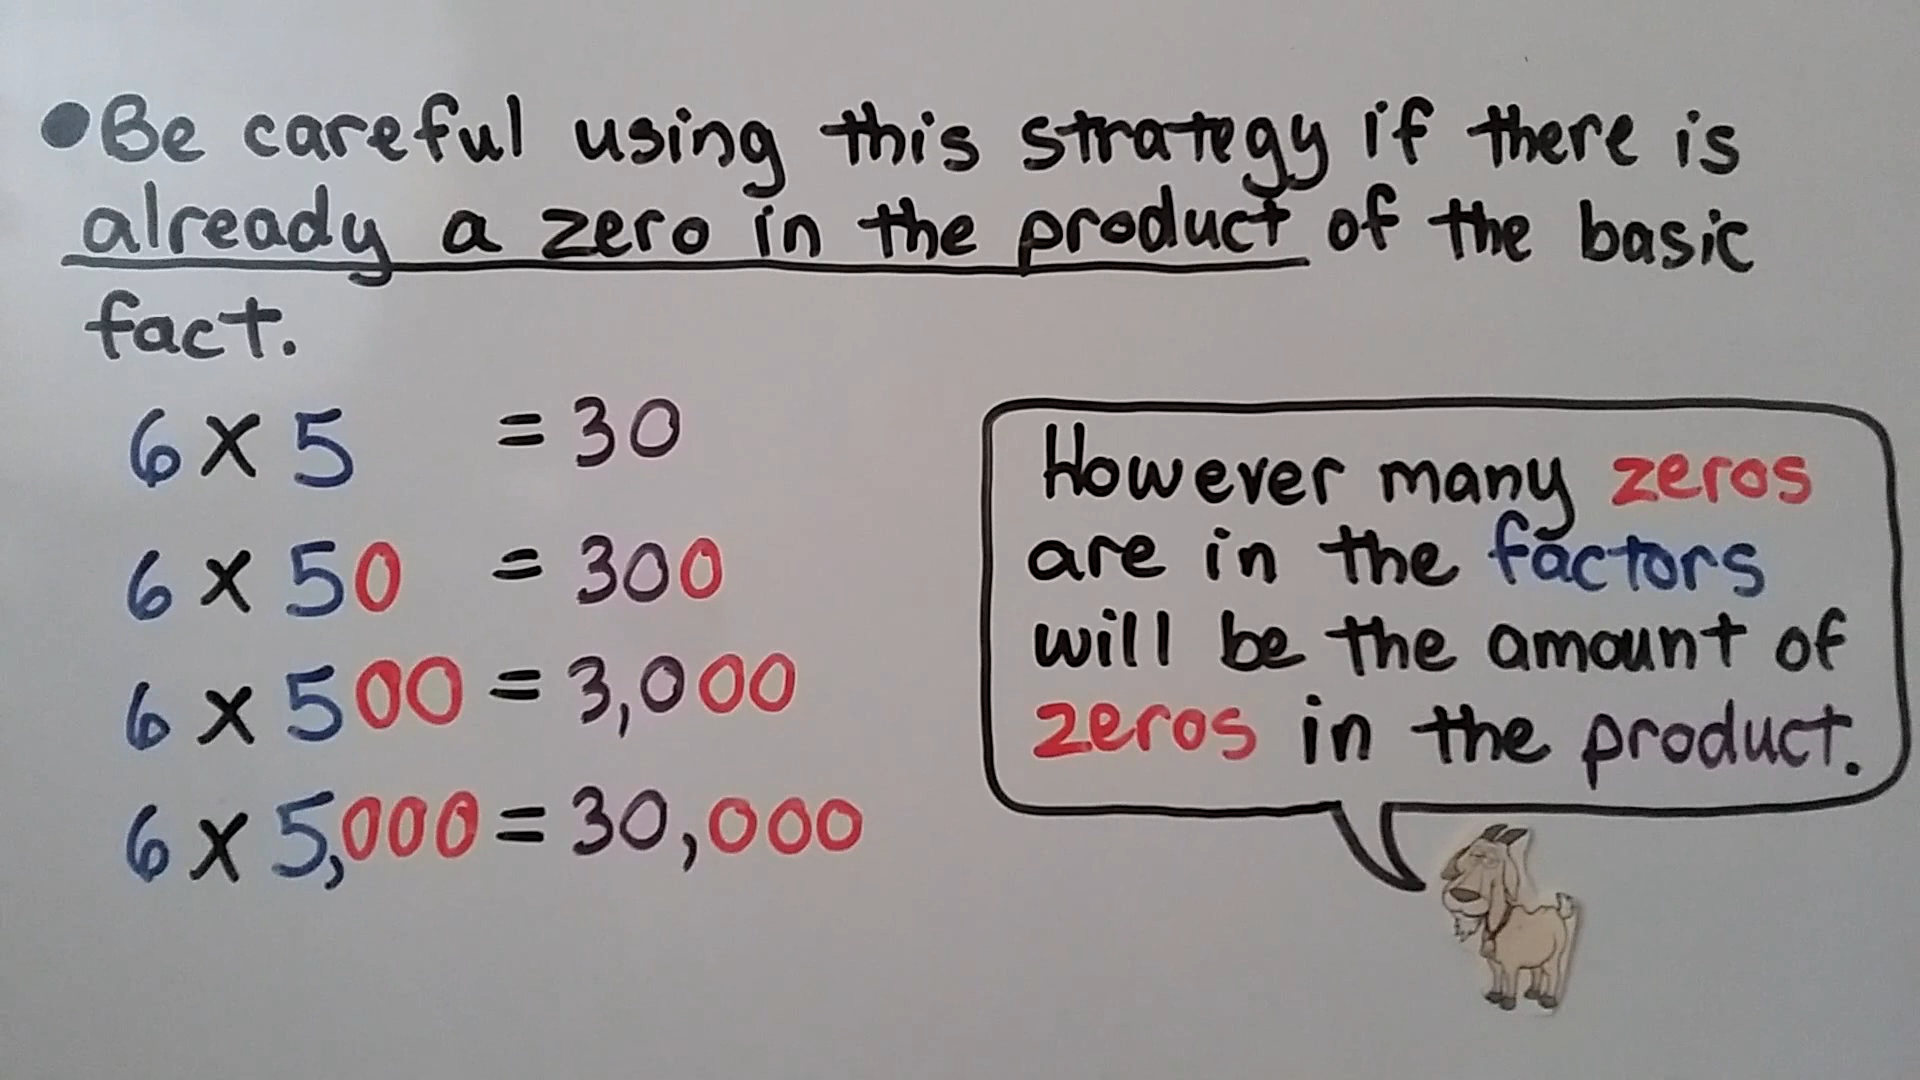 •Be careful using this strategy if there is
already a zero in the product of the basic
fact.
6 x 5 = 30
6 x 50 = 300
6 x 500 = 3,000
6 x 5,000 = 30,000
However many zeros
are in the factors
will be the amount of
zeros in the product.